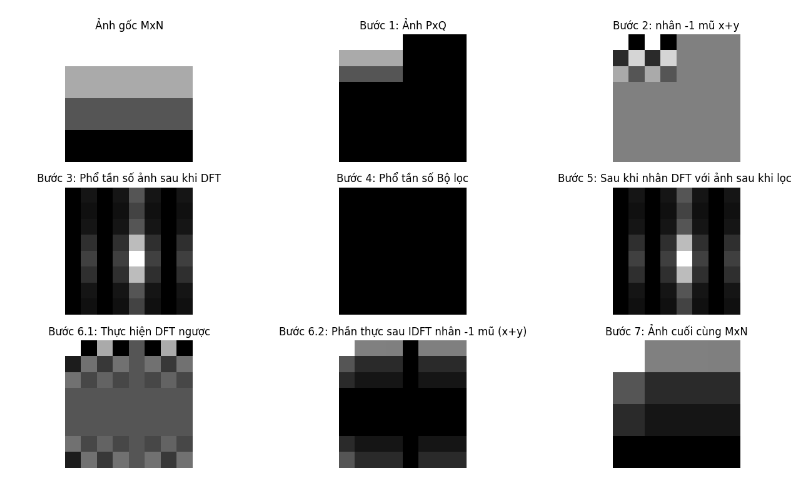 Ảnh gốc MxN
Bước 1: Ảnh PxQ
Bước 2: nhân -1 mũ x+y
Bước 3: Phổ tần số ảnh sau khi DFT
Bước 4: Phổ tần số Bộ lọc
Bước 5: Sau khi nhân DFT với ảnh sau khi lọc
Bước 6.1: Thực hiện DFT ngược
Bước 6.2: Phần thực sau IDFT nhân -1 mũ (x+y)
Bước 7: Ảnh cuối cùng MxN